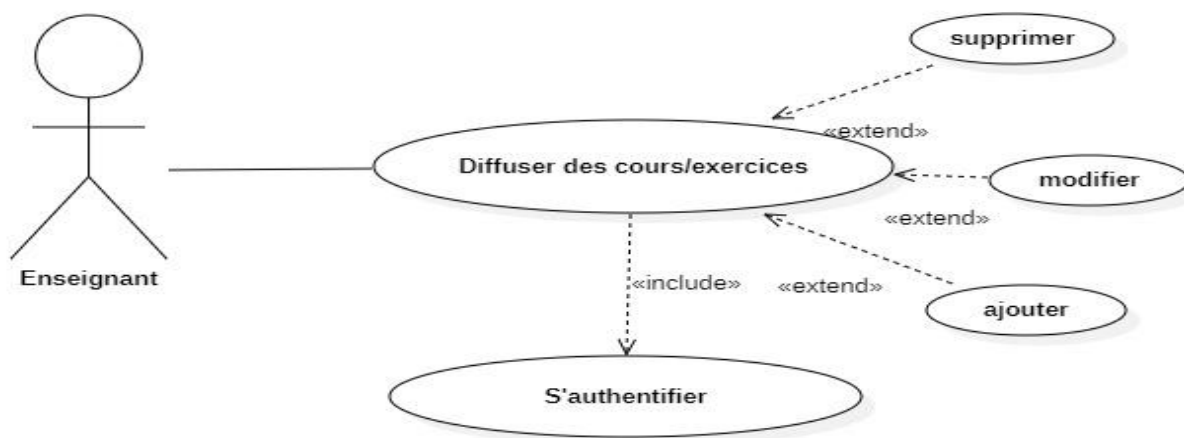 supprimer
«extend»
Diffuser des cours/exercices
modifier
«extend»
Enseignant
«include»
«extend»
ajouter
S'authentifier